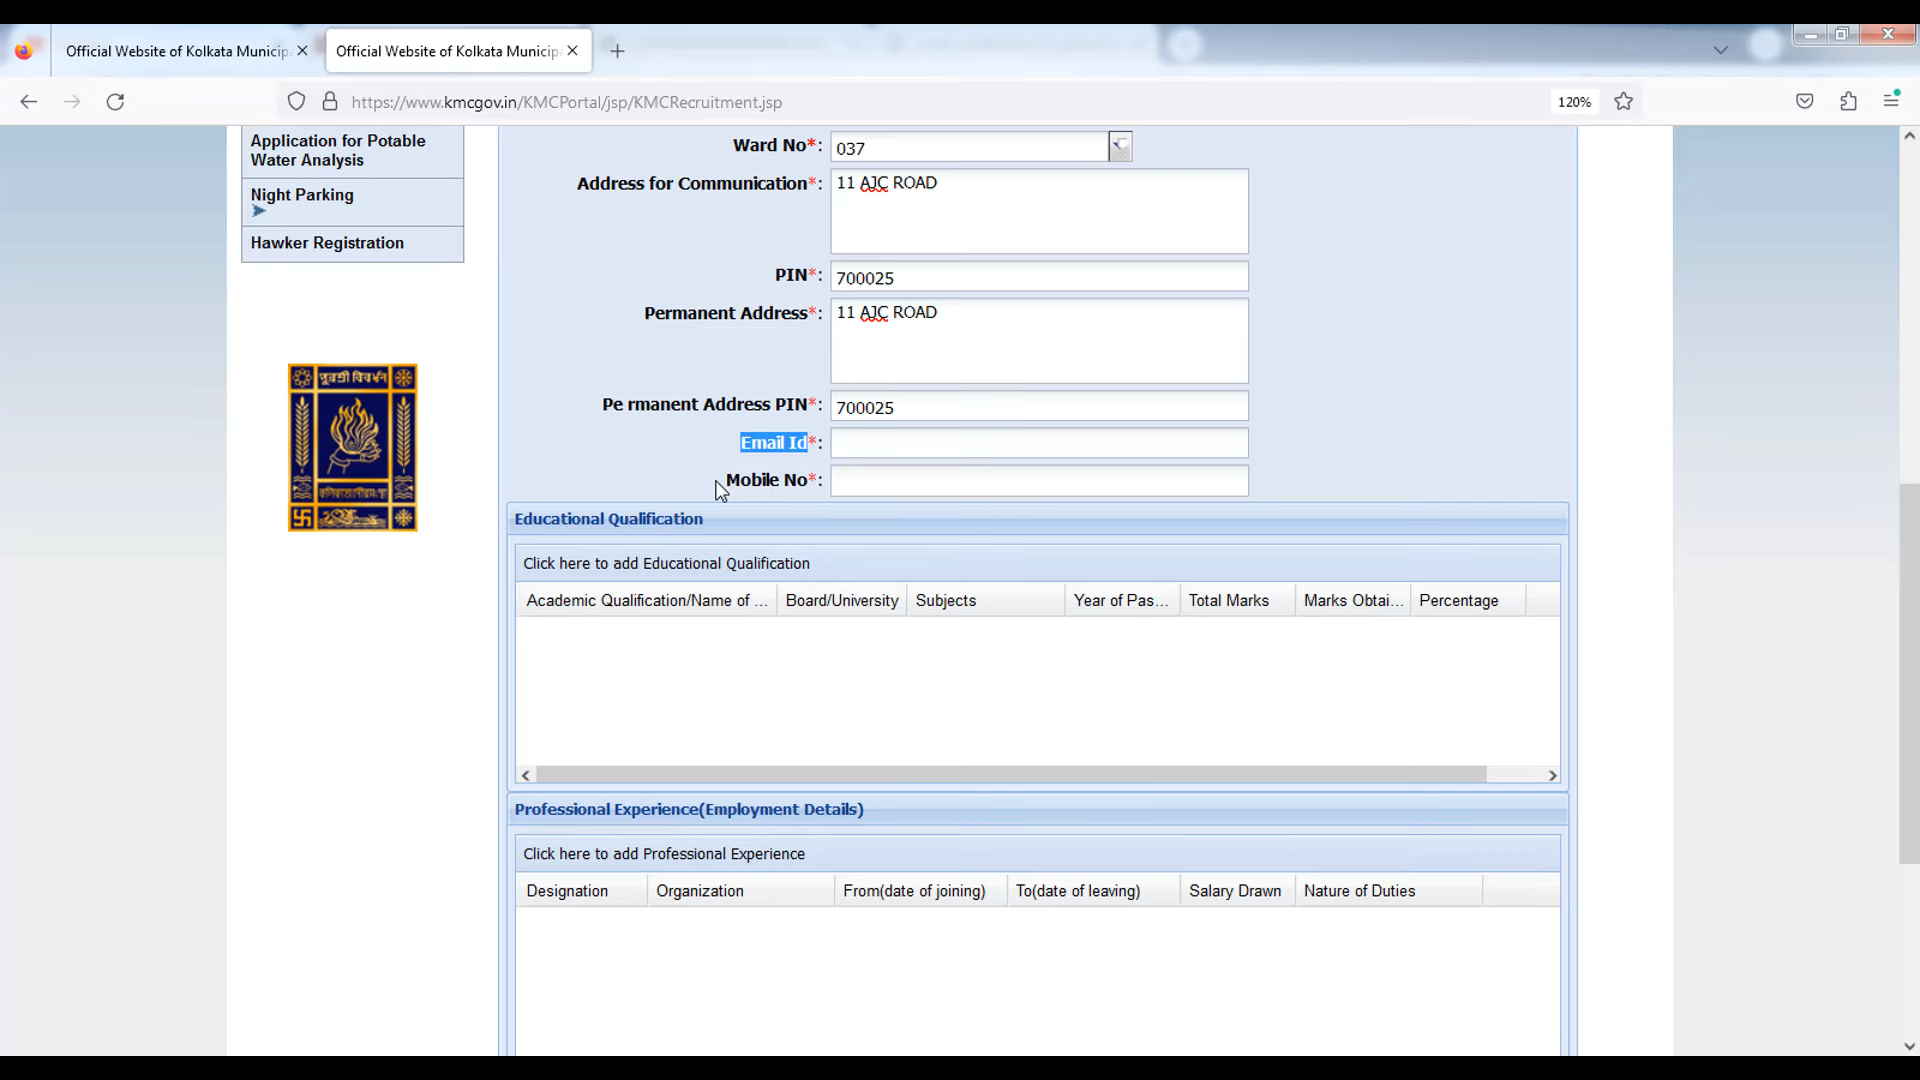 Official Website of Kolkata Municip
Official Website of Kolkata Municip
https://www.kmcgov.in/KMCPortal/jsp/KMCRecruitment.jsp
120%
Application for Potable
Water Analysis
Night Parking
Hawker Registration
পুরশ্রী বিবর্ধন
Ward No*: 037
Address for Communication*: 11 AJC ROAD
PIN*: 700025
Permanent Address*: 11 AJC ROAD
Pe rmanent Address PIN*: 700025
Email Id*:
Mobile No*:
Educational Qualification
Click here to add Educational Qualification
Academic Qualification/Name of ... Board/University Subjects Year of Pas... Total Marks Marks Obtai... Percentage
Professional Experience(Employment Details)
Click here to add Professional Experience
Designation Organization From(date of joining) To(date of leaving) Salary Drawn Nature of Duties